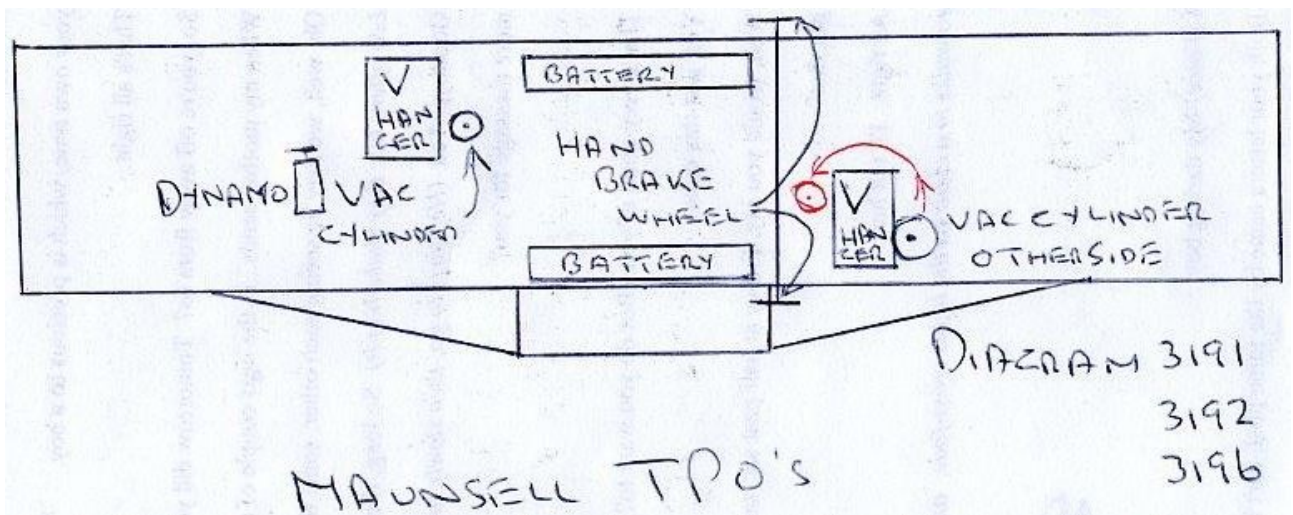 BATTERY
V
HAN
GER
HAND
BRAKE
WHEEL
DYNAMO
VAC
CYLINDER
BATTERY
V
HAN
GER
VAC CYLINDER
OTHERSIDE
DIAGRAM 3191
3192
3196
MAUNSELL TPO'S